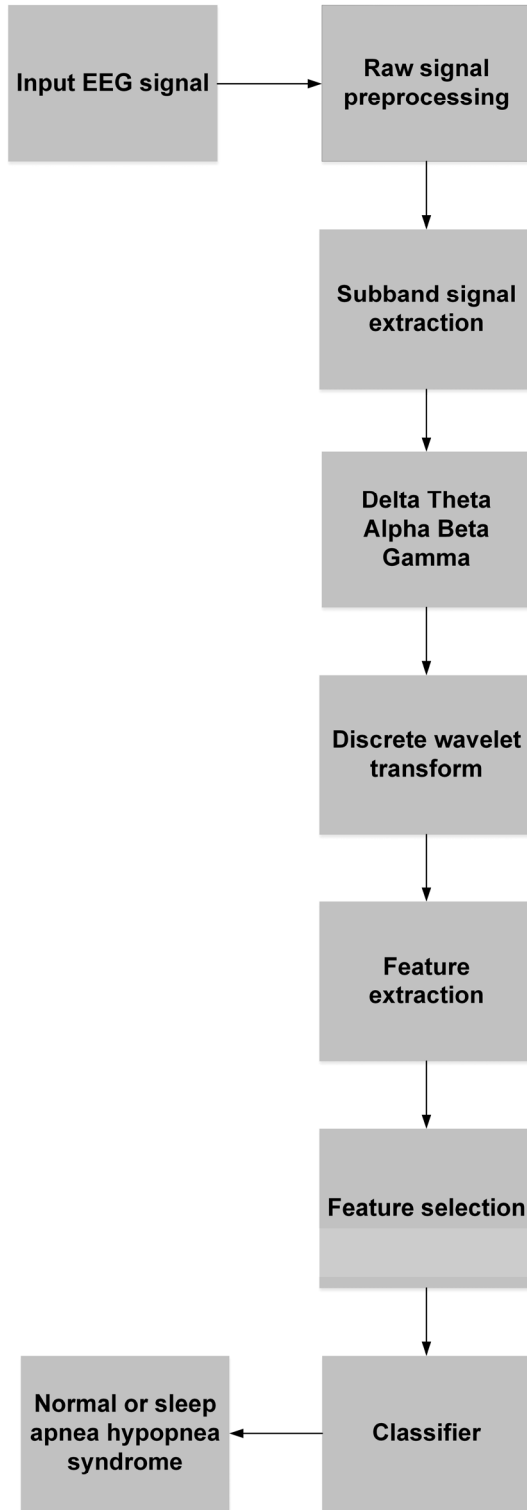 Input EEG signal
Raw signal
preprocessing
Subband signal
extraction
Delta Theta
Alpha Beta
Gamma
Discrete wavelet
transform
Feature
extraction
Feature selection
Classifier
Normal or sleep
apnea hypopnea
syndrome